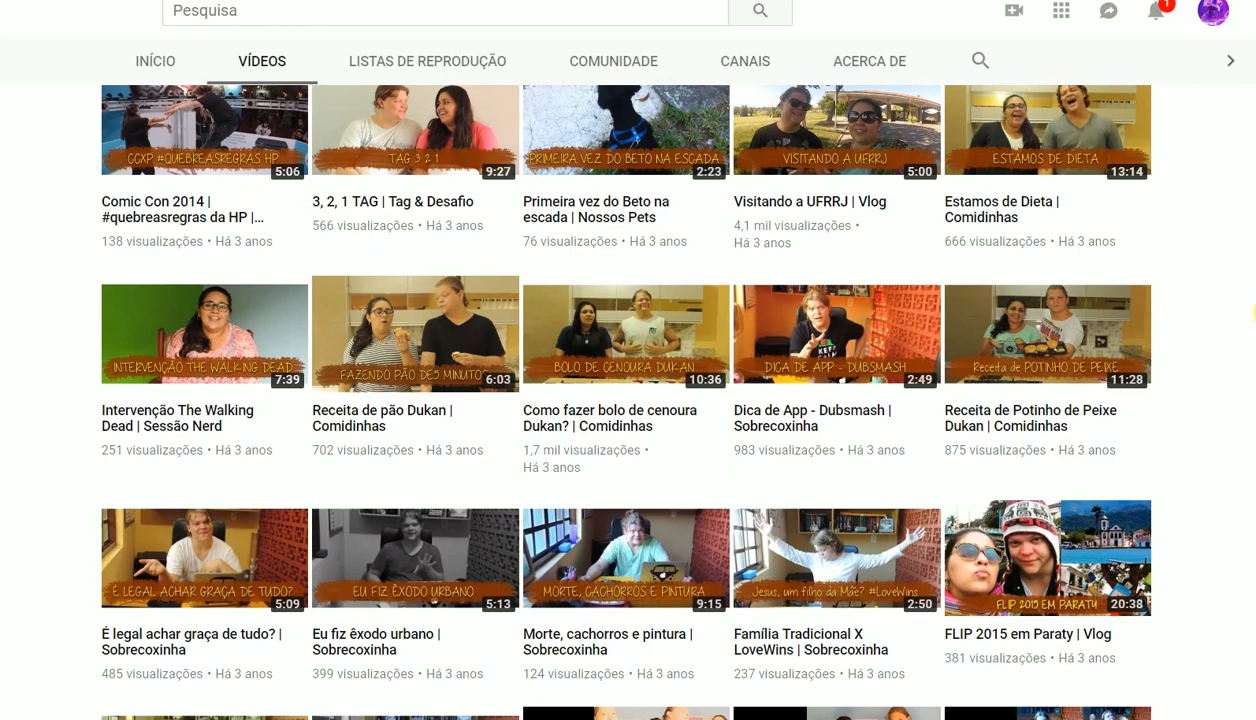 Pesquisa
1
INÍCIO VÍDEOS LISTAS DE REPRODUÇÃO COMUNIDADE CANAIS ACERCA DE
CCXP #QUEBREASREGRAS HP
5:06
TAG 3 2 1
9:27
PRIMEIRA VEZ DO BETO NA ESCADA
2:23
VISITANDO A UFRRJ
5:00
ESTAMOS DE DIETA
13:14
Comic Con 2014 |
#quebreasregras da HP |...
138 visualizações • Há 3 anos
3, 2, 1 TAG | Tag & Desafio
566 visualizações • Há 3 anos
Primeira vez do Beto na
escada | Nossos Pets
76 visualizações • Há 3 anos
Visitando a UFRRJ | Vlog
4,1 mil visualizações •
Há 3 anos
Estamos de Dieta |
Comidinhas
666 visualizações • Há 3 anos
INTERVENÇÃO THE WALKING DEAD
7:39
FAZENDO PÃO DE 5 MINUTOS
6:03
BOLO DE CENOURA DUKAN
10:36
DICA DE APP - DUBSMASH
2:49
Receita de POTINHO DE PEIXE
11:28
Intervenção The Walking
Dead | Sessão Nerd
251 visualizações • Há 3 anos
Receita de pão Dukan |
Comidinhas
702 visualizações • Há 3 anos
Como fazer bolo de cenoura
Dukan? | Comidinhas
1,7 mil visualizações •
Há 3 anos
Dica de App - Dubsmash |
Sobrecoxinha
983 visualizações • Há 3 anos
Receita de Potinho de Peixe
Dukan | Comidinhas
875 visualizações • Há 3 anos
É LEGAL ACHAR GRAÇA DE TUDO?
5:09
EU FIZ ÊXODO URBANO
5:13
MORTE, CACHORROS E PINTURA
9:15
Jesus, um filho da Mãe? #LoveWins
2:50
FLIP 2015 EM PARATY
20:38
É legal achar graça de tudo? |
Sobrecoxinha
485 visualizações • Há 3 anos
Eu fiz êxodo urbano |
Sobrecoxinha
399 visualizações • Há 3 anos
Morte, cachorros e pintura |
Sobrecoxinha
124 visualizações • Há 3 anos
Família Tradicional X
LoveWins | Sobrecoxinha
237 visualizações • Há 3 anos
FLIP 2015 em Paraty | Vlog
381 visualizações • Há 3 anos